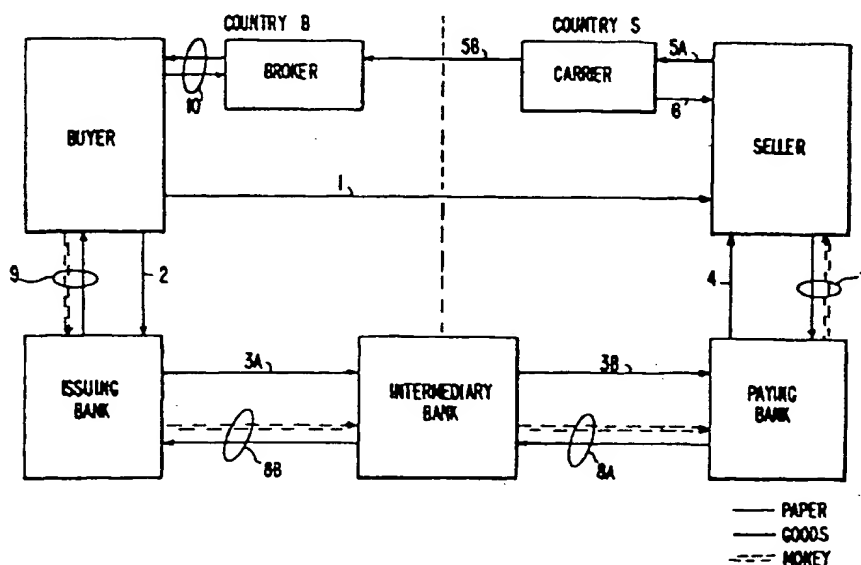 COUNTRY B
COUNTRY S
BUYER
BROKER
10
5B
CARRIER
5A
6
SELLER
1
9
2
4
ISSUING
BANK
3A
8B
INTERMEDIARY
BANK
3B
8A
PAYING
BANK
PAPER
GOODS
MOKEY